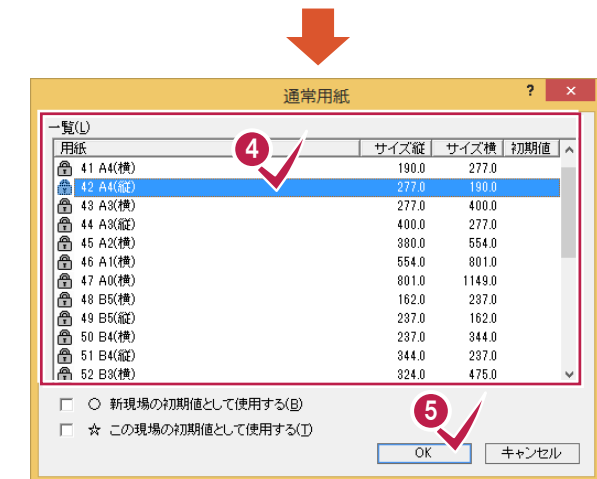 通常用紙 ? ×
一覧(L)
用紙 サイズ縦 サイズ横 初期値
41 A4(横) 190.0 277.0
42 A4(縦) 277.0 190.0
43 A3(横) 277.0 400.0
44 A3(縦) 400.0 277.0
45 A2(横) 380.0 554.0
46 A1(横) 554.0 801.0
47 A0(横) 801.0 1149.0
48 B5(横) 162.0 237.0
49 B5(縦) 237.0 162.0
50 B4(横) 237.0 344.0
51 B4(縦) 344.0 237.0
52 B3(横) 324.0 475.0
4
○ 新現場の初期値として使用する(B)
☆ この現場の初期値として使用する(T)
5
OK キャンセル